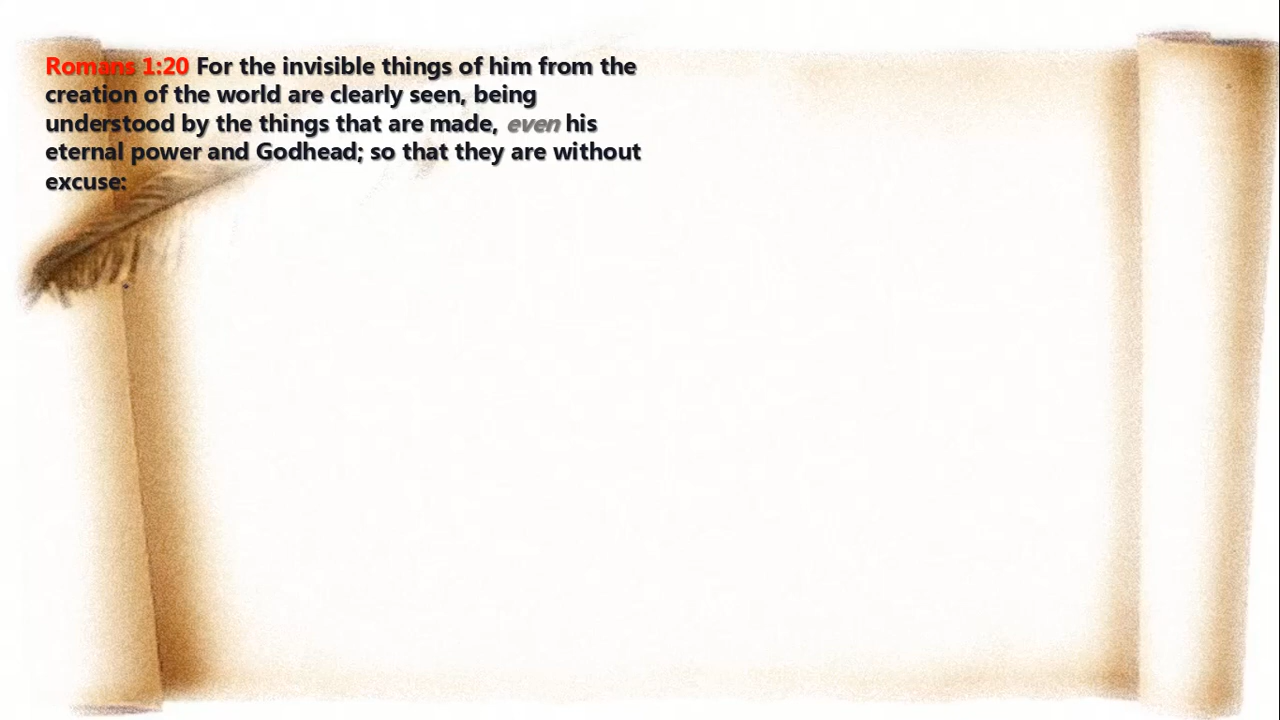 Romans 1:20 For the invisible things of him from the
creation of the world are clearly seen, being
understood by the things that are made, even his
eternal power and Godhead; so that they are without
excuse: